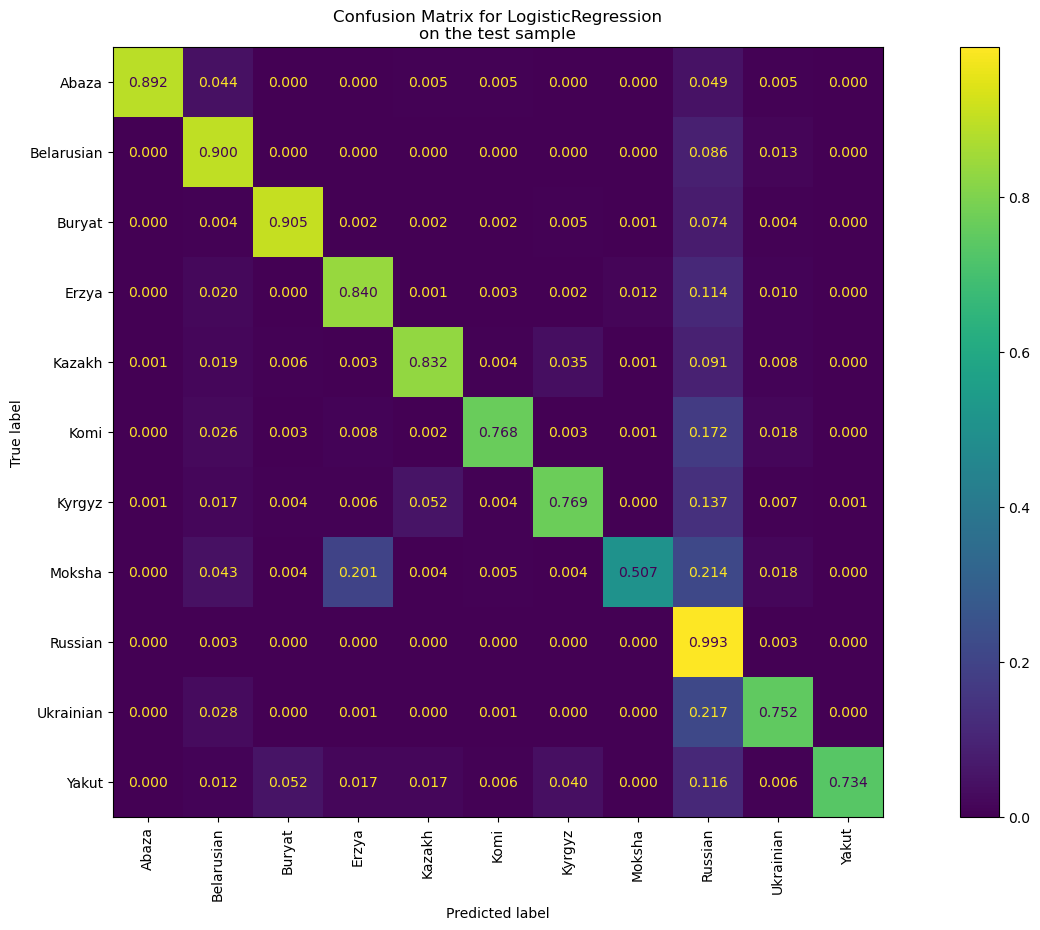 Confusion Matrix for LogisticRegression
on the test sample
Abaza 0.892 0.044 0.000 0.000 0.005 0.005 0.000 0.000 0.049 0.005 0.000
Belarusian 0.000 0.900 0.000 0.000 0.000 0.000 0.000 0.000 0.086 0.013 0.000
Buryat 0.000 0.004 0.905 0.002 0.002 0.002 0.005 0.001 0.074 0.004 0.000
Erzya 0.000 0.020 0.000 0.840 0.001 0.003 0.002 0.012 0.114 0.010 0.000
Kazakh 0.001 0.019 0.006 0.003 0.832 0.004 0.035 0.001 0.091 0.008 0.000
Komi 0.000 0.026 0.003 0.008 0.002 0.768 0.003 0.001 0.172 0.018 0.000
Kyrgyz 0.001 0.017 0.004 0.006 0.052 0.004 0.769 0.000 0.137 0.007 0.001
Moksha 0.000 0.043 0.004 0.201 0.004 0.005 0.004 0.507 0.214 0.018 0.000
Russian 0.000 0.003 0.000 0.000 0.000 0.000 0.000 0.000 0.993 0.003 0.000
Ukrainian 0.000 0.028 0.000 0.001 0.000 0.001 0.000 0.000 0.217 0.752 0.000
Yakut 0.000 0.012 0.052 0.017 0.017 0.006 0.040 0.000 0.116 0.006 0.734
Abaza Belarusian Buryat Erzya Kazakh Komi Kyrgyz Moksha Russian Ukrainian Yakut
Predicted label
True label
0.8
0.6
0.4
0.2
0.0